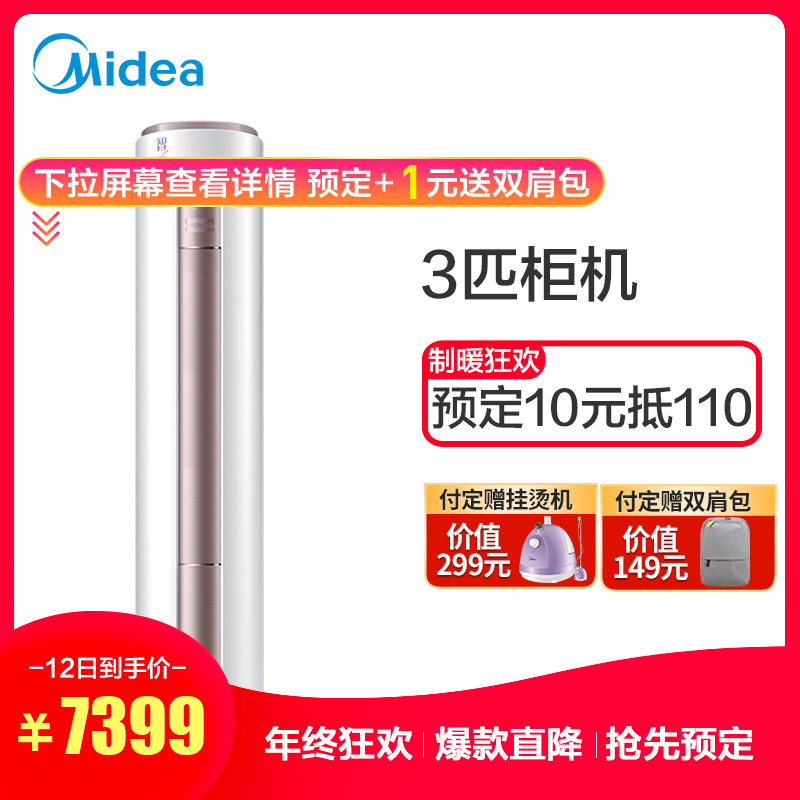 Midea
智
下拉屏幕查看详情 预定+1元送双肩包
3匹柜机
制暖狂欢
预定10元抵110
付定赠挂烫机
价值
299元
付定赠双肩包
价值
149元
12日到手价
¥7399
年终狂欢 | 爆款直降 | 抢先预定